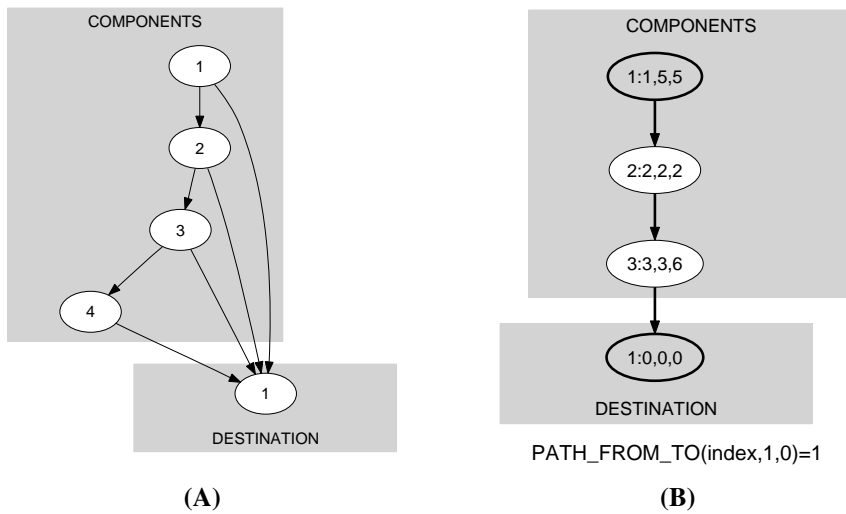 COMPONENTS
1
2
3
4
1
DESTINATION
(A)
COMPONENTS
1:1,5,5
2:2,2,2
3:3,3,6
1:0,0,0
DESTINATION
PATH_FROM_TO(index,1,0)=1
(B)